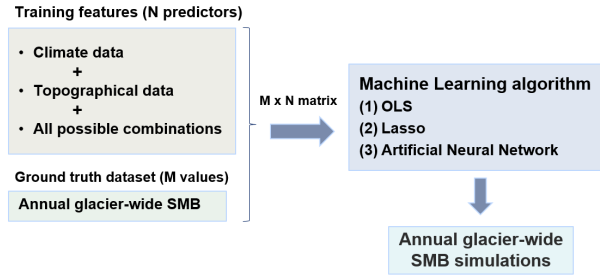 Training features (N predictors)
• Climate data
+
• Topographical data
+
• All possible combinations
Ground truth dataset (M values)
Annual glacier-wide SMB
M x N matrix
Machine Learning algorithm
(1) OLS
(2) Lasso
(3) Artificial Neural Network
Annual glacier-wide
SMB simulations